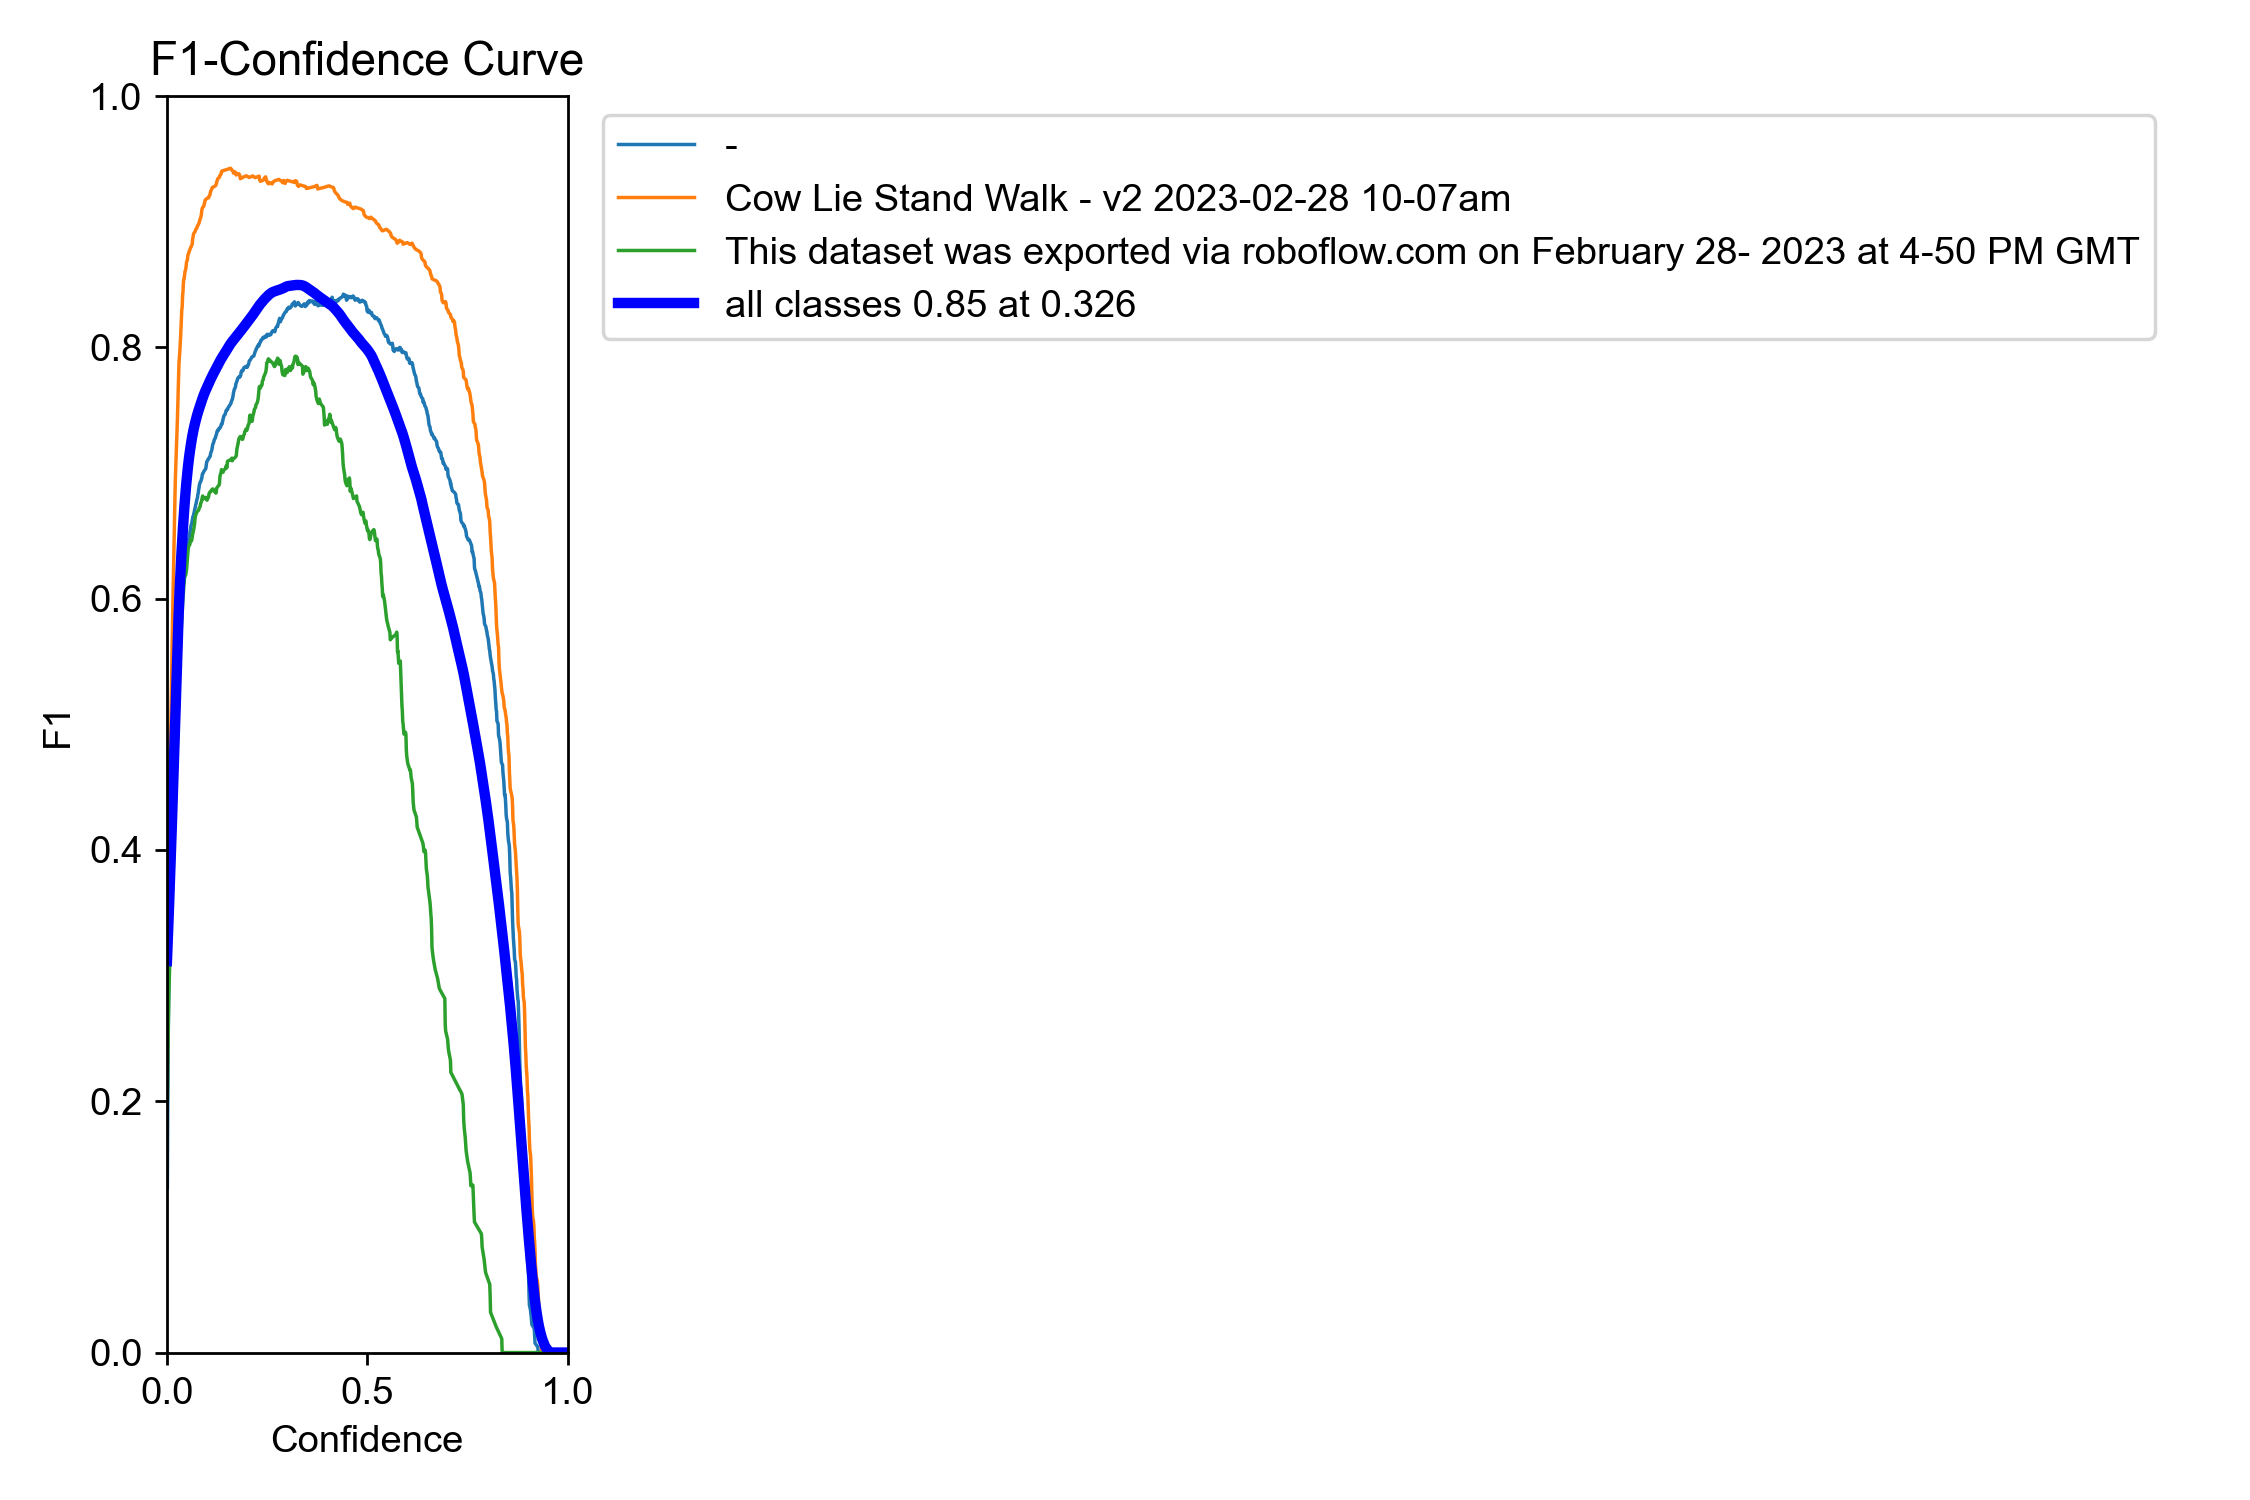 F1-Confidence Curve
1.0
0.8
0.6
0.4
0.2
0.0
F1
0.0 0.5 1.0
Confidence
-
Cow Lie Stand Walk - v2 2023-02-28 10-07am
This dataset was exported via roboflow.com on February 28- 2023 at 4-50 PM GMT
all classes 0.85 at 0.326